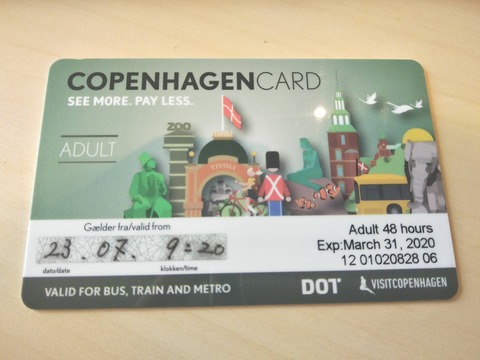 COPENHAGENCARD
SEE MORE. PAY LESS.
ZOO
ADULT
TIVOLI
Gælder fra/valid from
23.07. 9:20
dato/date klokken/time
Adult 48 hours
Exp:March 31, 2020
12 01020828 06
VALID FOR BUS, TRAIN AND METRO
DOT VISITCOPENHAGEN